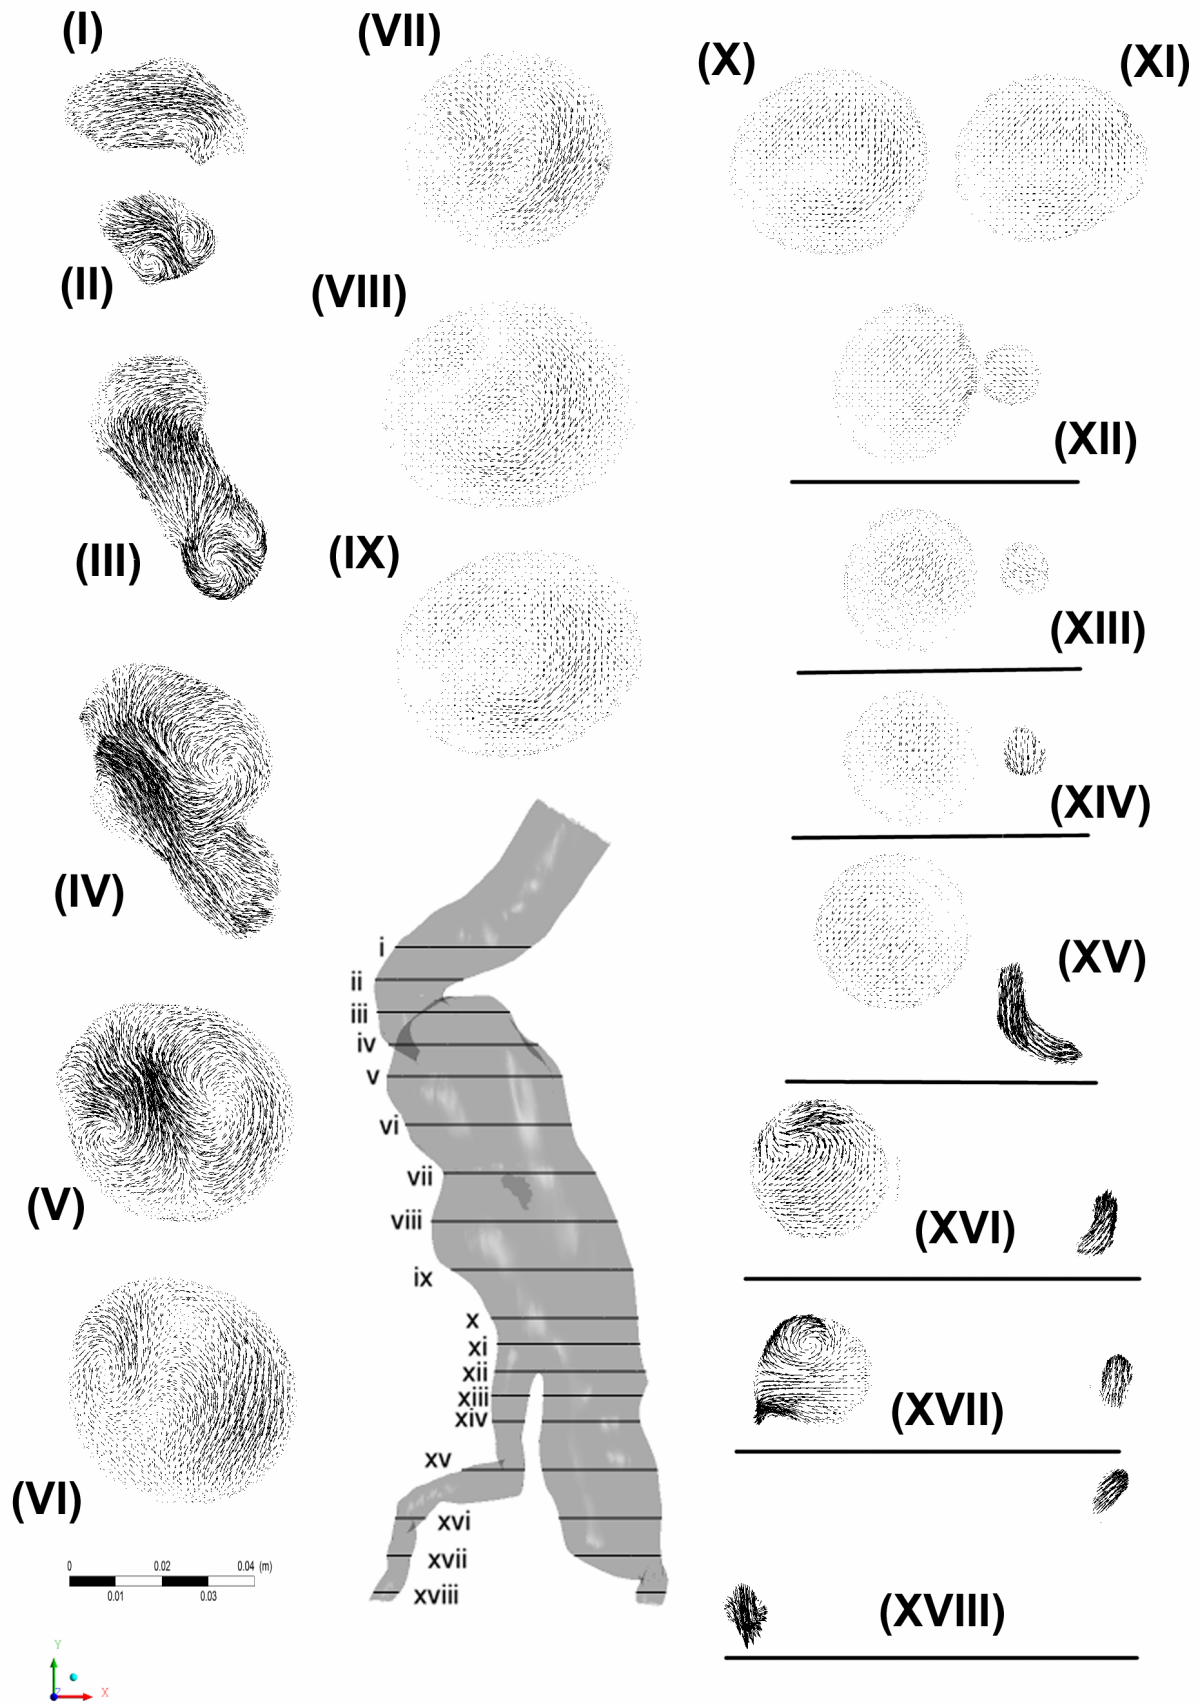 (I)
(II)
(III)
(IV)
(V)
(VI)
0 0.02 0.04 (m)
0.01 0.03
Y
Z X
(VII)
(VIII)
(IX)
i
ii
iii
iv
v
vi
vii
viii
ix
x
xi
xii
xiii
xiv
xv
xvi
xvii
xviii
(X) (XI)
(XII)
(XIII)
(XIV)
(XV)
(XVI)
(XVII)
(XVIII)